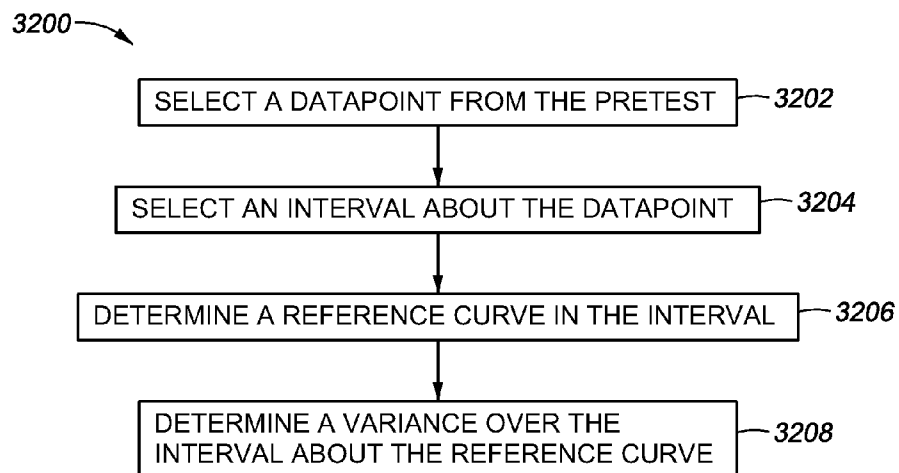 3200
SELECT A DATAPOINT FROM THE PRETEST
3202
SELECT AN INTERVAL ABOUT THE DATAPOINT
3204
DETERMINE A REFERENCE CURVE IN THE INTERVAL
3206
DETERMINE A VARIANCE OVER THE
INTERVAL ABOUT THE REFERENCE CURVE
3208